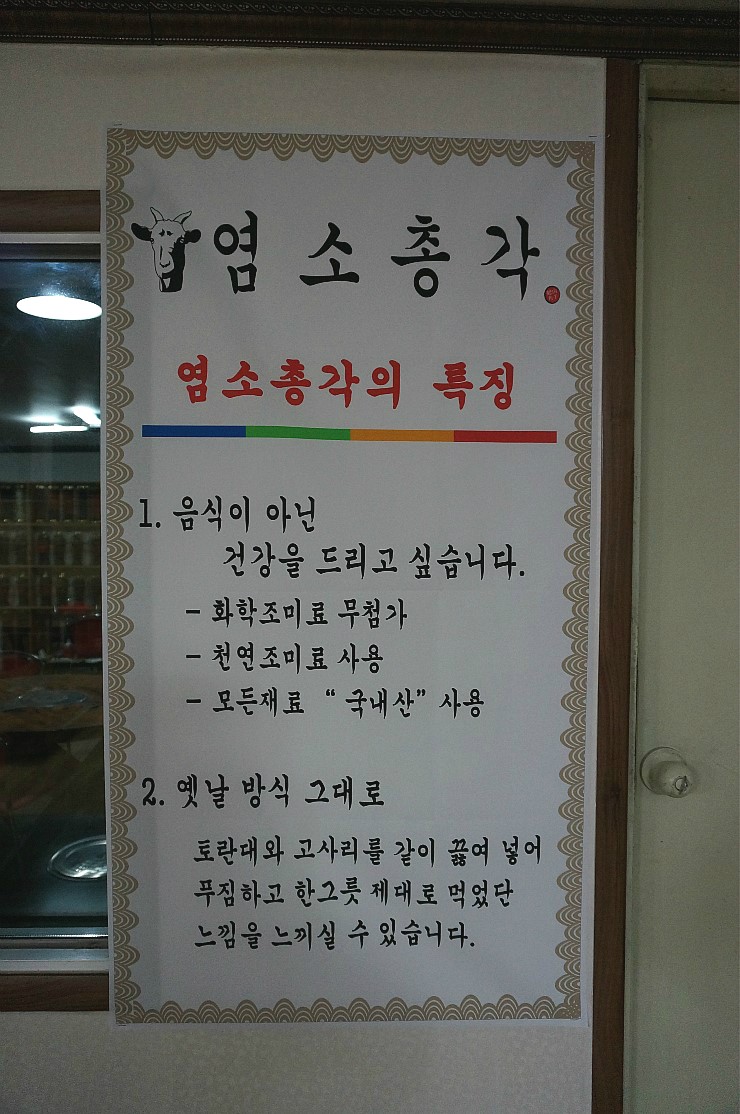 염소총각
염소총각의 특징
1. 음식이 아닌
건강을 드리고 싶습니다.
- 화학조미료 무첨가
- 천연조미료 사용
- 모든재료 “국내산” 사용
2. 옛날 방식 그대로
토란대와 고사리를 같이 끓여 넣어
푸짐하고 한그릇 제대로 먹었단
느낌을 느끼실 수 있습니다.